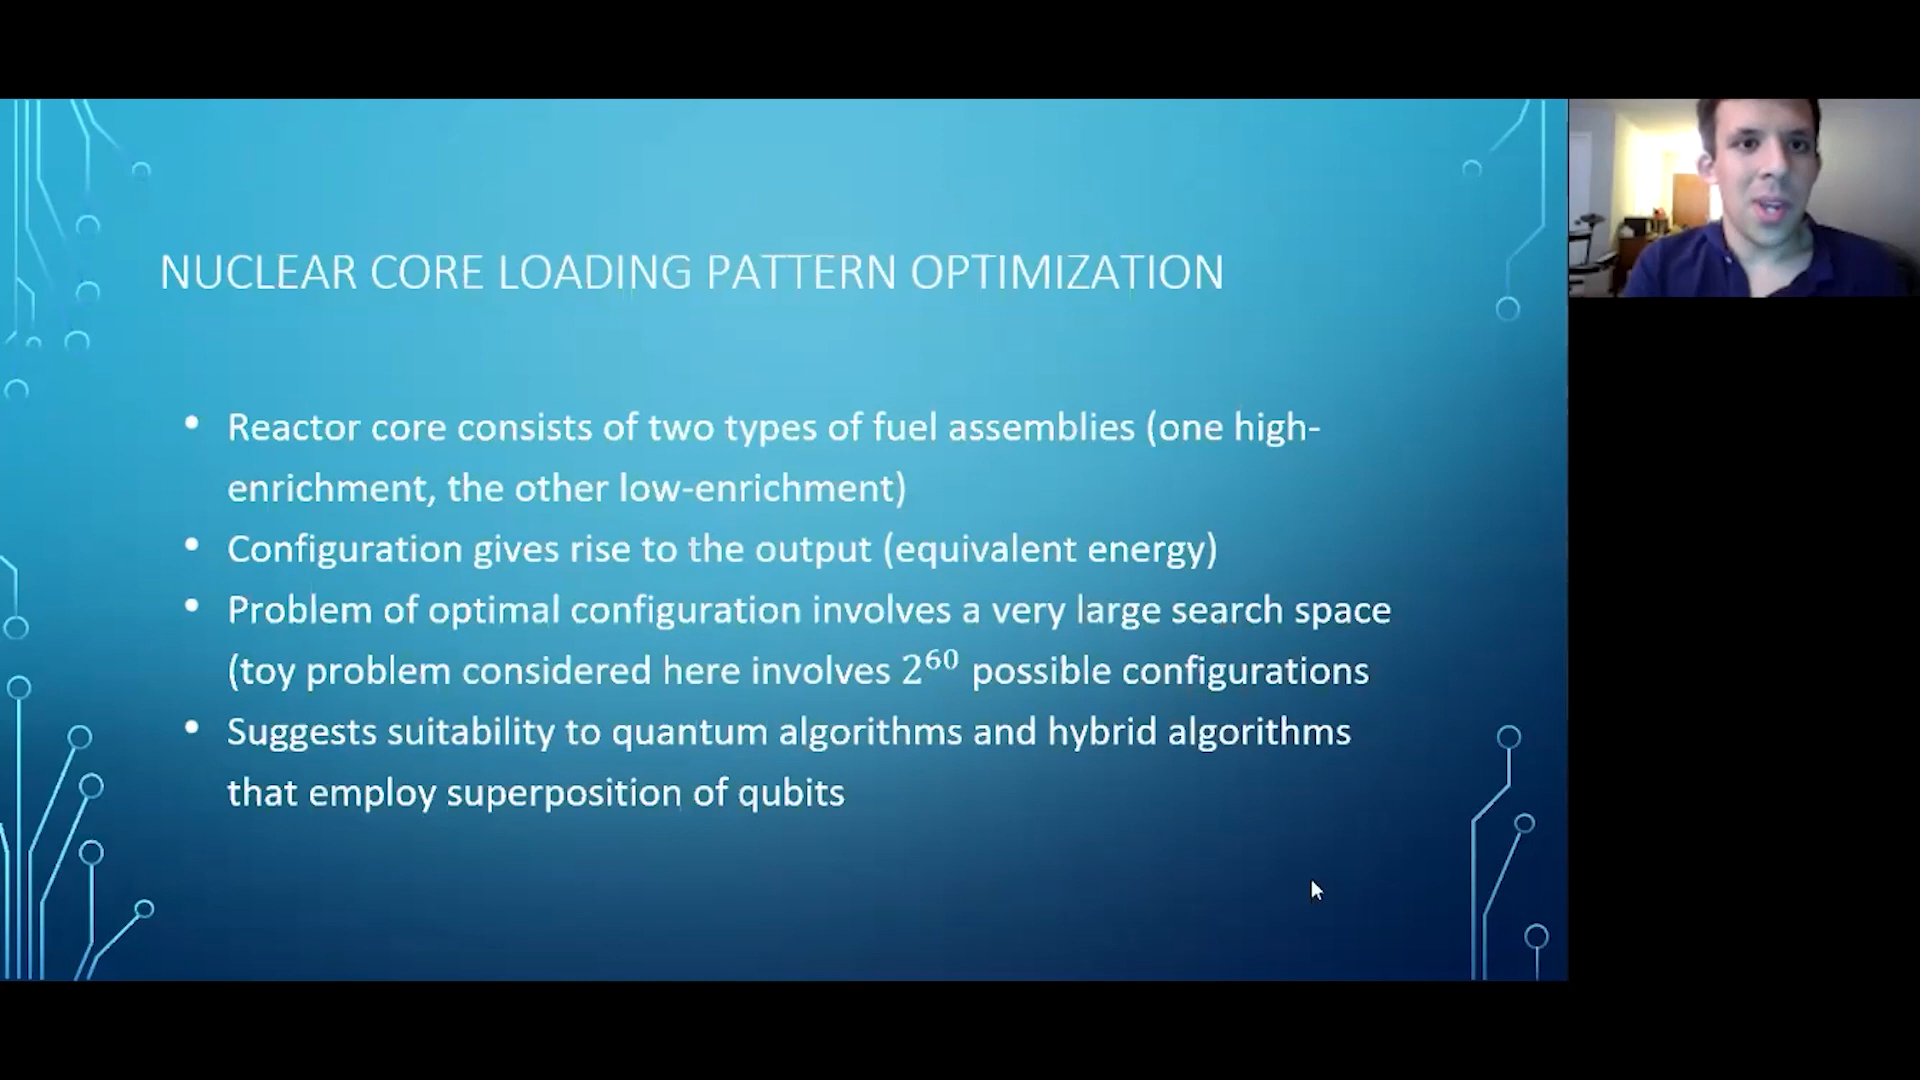 NUCLEAR CORE LOADING PATTERN OPTIMIZATION
• Reactor core consists of two types of fuel assemblies (one high-
enrichment, the other low-enrichment)
• Configuration gives rise to the output (equivalent energy)
• Problem of optimal configuration involves a very large search space
(toy problem considered here involves 2⁶⁰ possible configurations
• Suggests suitability to quantum algorithms and hybrid algorithms
that employ superposition of qubits